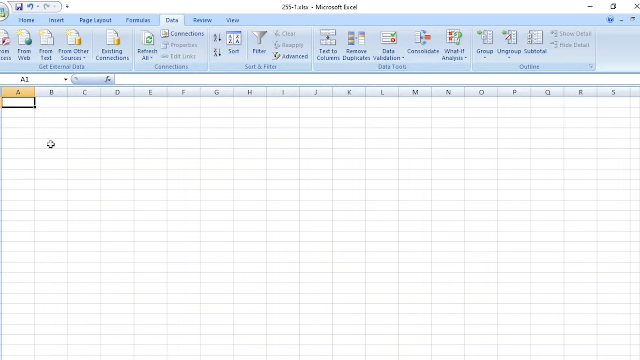 255-1.xlsx - Microsoft Excel
Home Insert Page Layout Formulas Data Review View
From Access From Web From Text From Other Sources Existing Connections Refresh All Connections Properties Edit Links Sort Filter Clear Reapply Advanced Text to Columns Remove Duplicates Data Validation Consolidate What-If Analysis Group Ungroup Subtotal Show Detail Hide Detail
Get External Data Connections Sort & Filter Data Tools Outline
A1 fx
A B C D E F G H I J K L M N O P Q R S